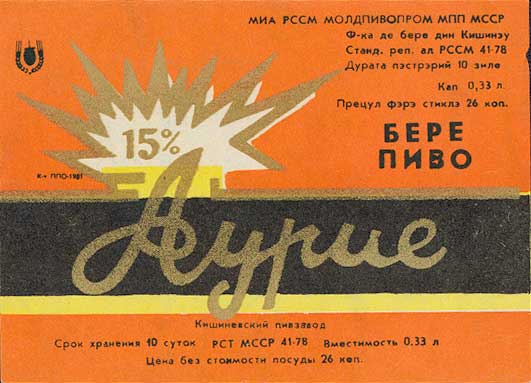 МИА РССМ МОЛДПИВОПРОМ МПП МССР
Ф-ка де бере дин Кишинэу
Станд. реп. ал РССМ 41-78
Дурата пэстрэрий 10 зиле
Кап 0,33 л.
Прецул фэрэ стиклэ 26 коп.
БЕРЕ
ПИВО
15%
К-т ППО-1981
Аурие
Кишиневский пивзавод
Срок хранения 10 суток РСТ МССР 41-78 Вместимость 0.33 л
Цена без стоимости посуды 26 коп.